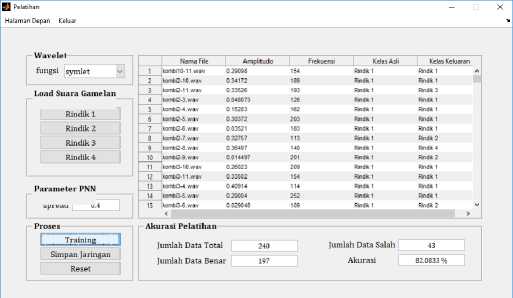 Pelatihan
Halaman Depan Keluar
Wavelet
fungsi symlet
Load Suara Gamelan
Rindik 1
Rindik 2
Rindik 3
Rindik 4
Parameter PNN
spread 0.4
Proses
Training
Simpan Jaringan
Reset
Nama File Amplitudo Frekuensi Kelas Asli Kelas Keluaran
1 kombi10-11.wav 0.29096 154 Rindik 1 Rindik 1
2 kombi2-10.wav 0.34172 189 Rindik 1 Rindik 1
3 kombi2-11.wav 0.33526 193 Rindik 1 Rindik 3
4 kombi2-3.wav 0.048073 126 Rindik 1 Rindik 1
5 kombi2-4.wav 0.15283 162 Rindik 1 Rindik 1
6 kombi2-5.wav 0.30372 203 Rindik 1 Rindik 1
7 kombi2-6.wav 0.03521 183 Rindik 1 Rindik 1
8 kombi2-7.wav 0.32757 113 Rindik 1 Rindik 2
9 kombi2-8.wav 0.36497 140 Rindik 1 Rindik 4
10 kombi2-9.wav 0.014497 201 Rindik 1 Rindik 2
11 kombi3-10.wav 0.26023 209 Rindik 1 Rindik 1
12 kombi3-11.wav 0.33502 154 Rindik 1 Rindik 1
13 kombi3-4.wav 0.40914 114 Rindik 1 Rindik 1
14 kombi3-5.wav 0.29004 252 Rindik 1 Rindik 1
15 kombi3-6.wav 0.029048 189 Rindik 1 Rindik 2
Akurasi Pelatihan
Jumlah Data Total 240 Jumlah Data Salah 43
Jumlah Data Benar 197 Akurasi 82.0833 %